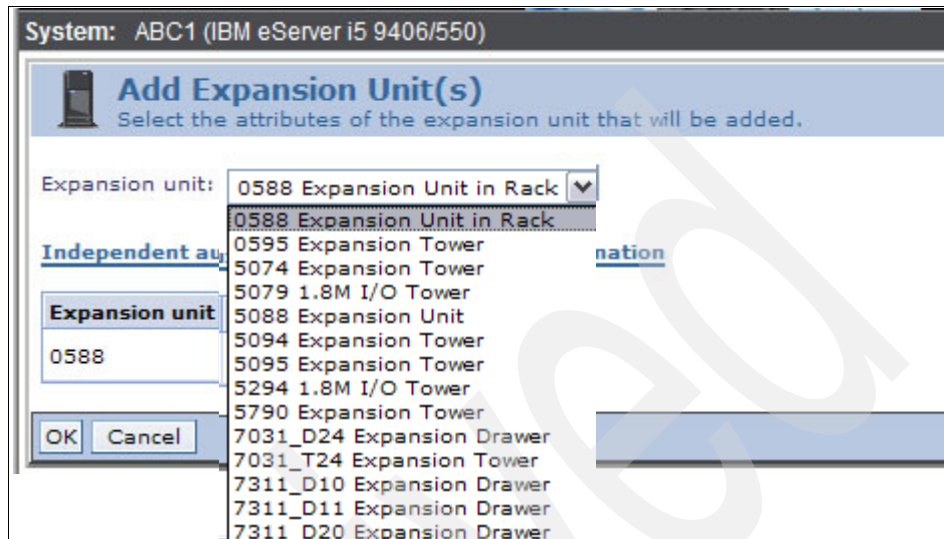 System: ABC1 (IBM eServer i5 9406/550)
Add Expansion Unit(s)
Select the attributes of the expansion unit that will be added.
Expansion unit: 0588 Expansion Unit in Rack
0588 Expansion Unit in Rack
0595 Expansion Tower
Independent
5074 Expansion Tower
5079 1.8M I/O Tower
Expansion unit
5088 Expansion Unit
5094 Expansion Tower
0588
5095 Expansion Tower
5294 1.8M I/O Tower
5790 Expansion Tower
OK Cancel
7031_D24 Expansion Drawer
7031_T24 Expansion Tower
7311_D10 Expansion Drawer
7311_D11 Expansion Drawer
7311_D20 Expansion Drawer